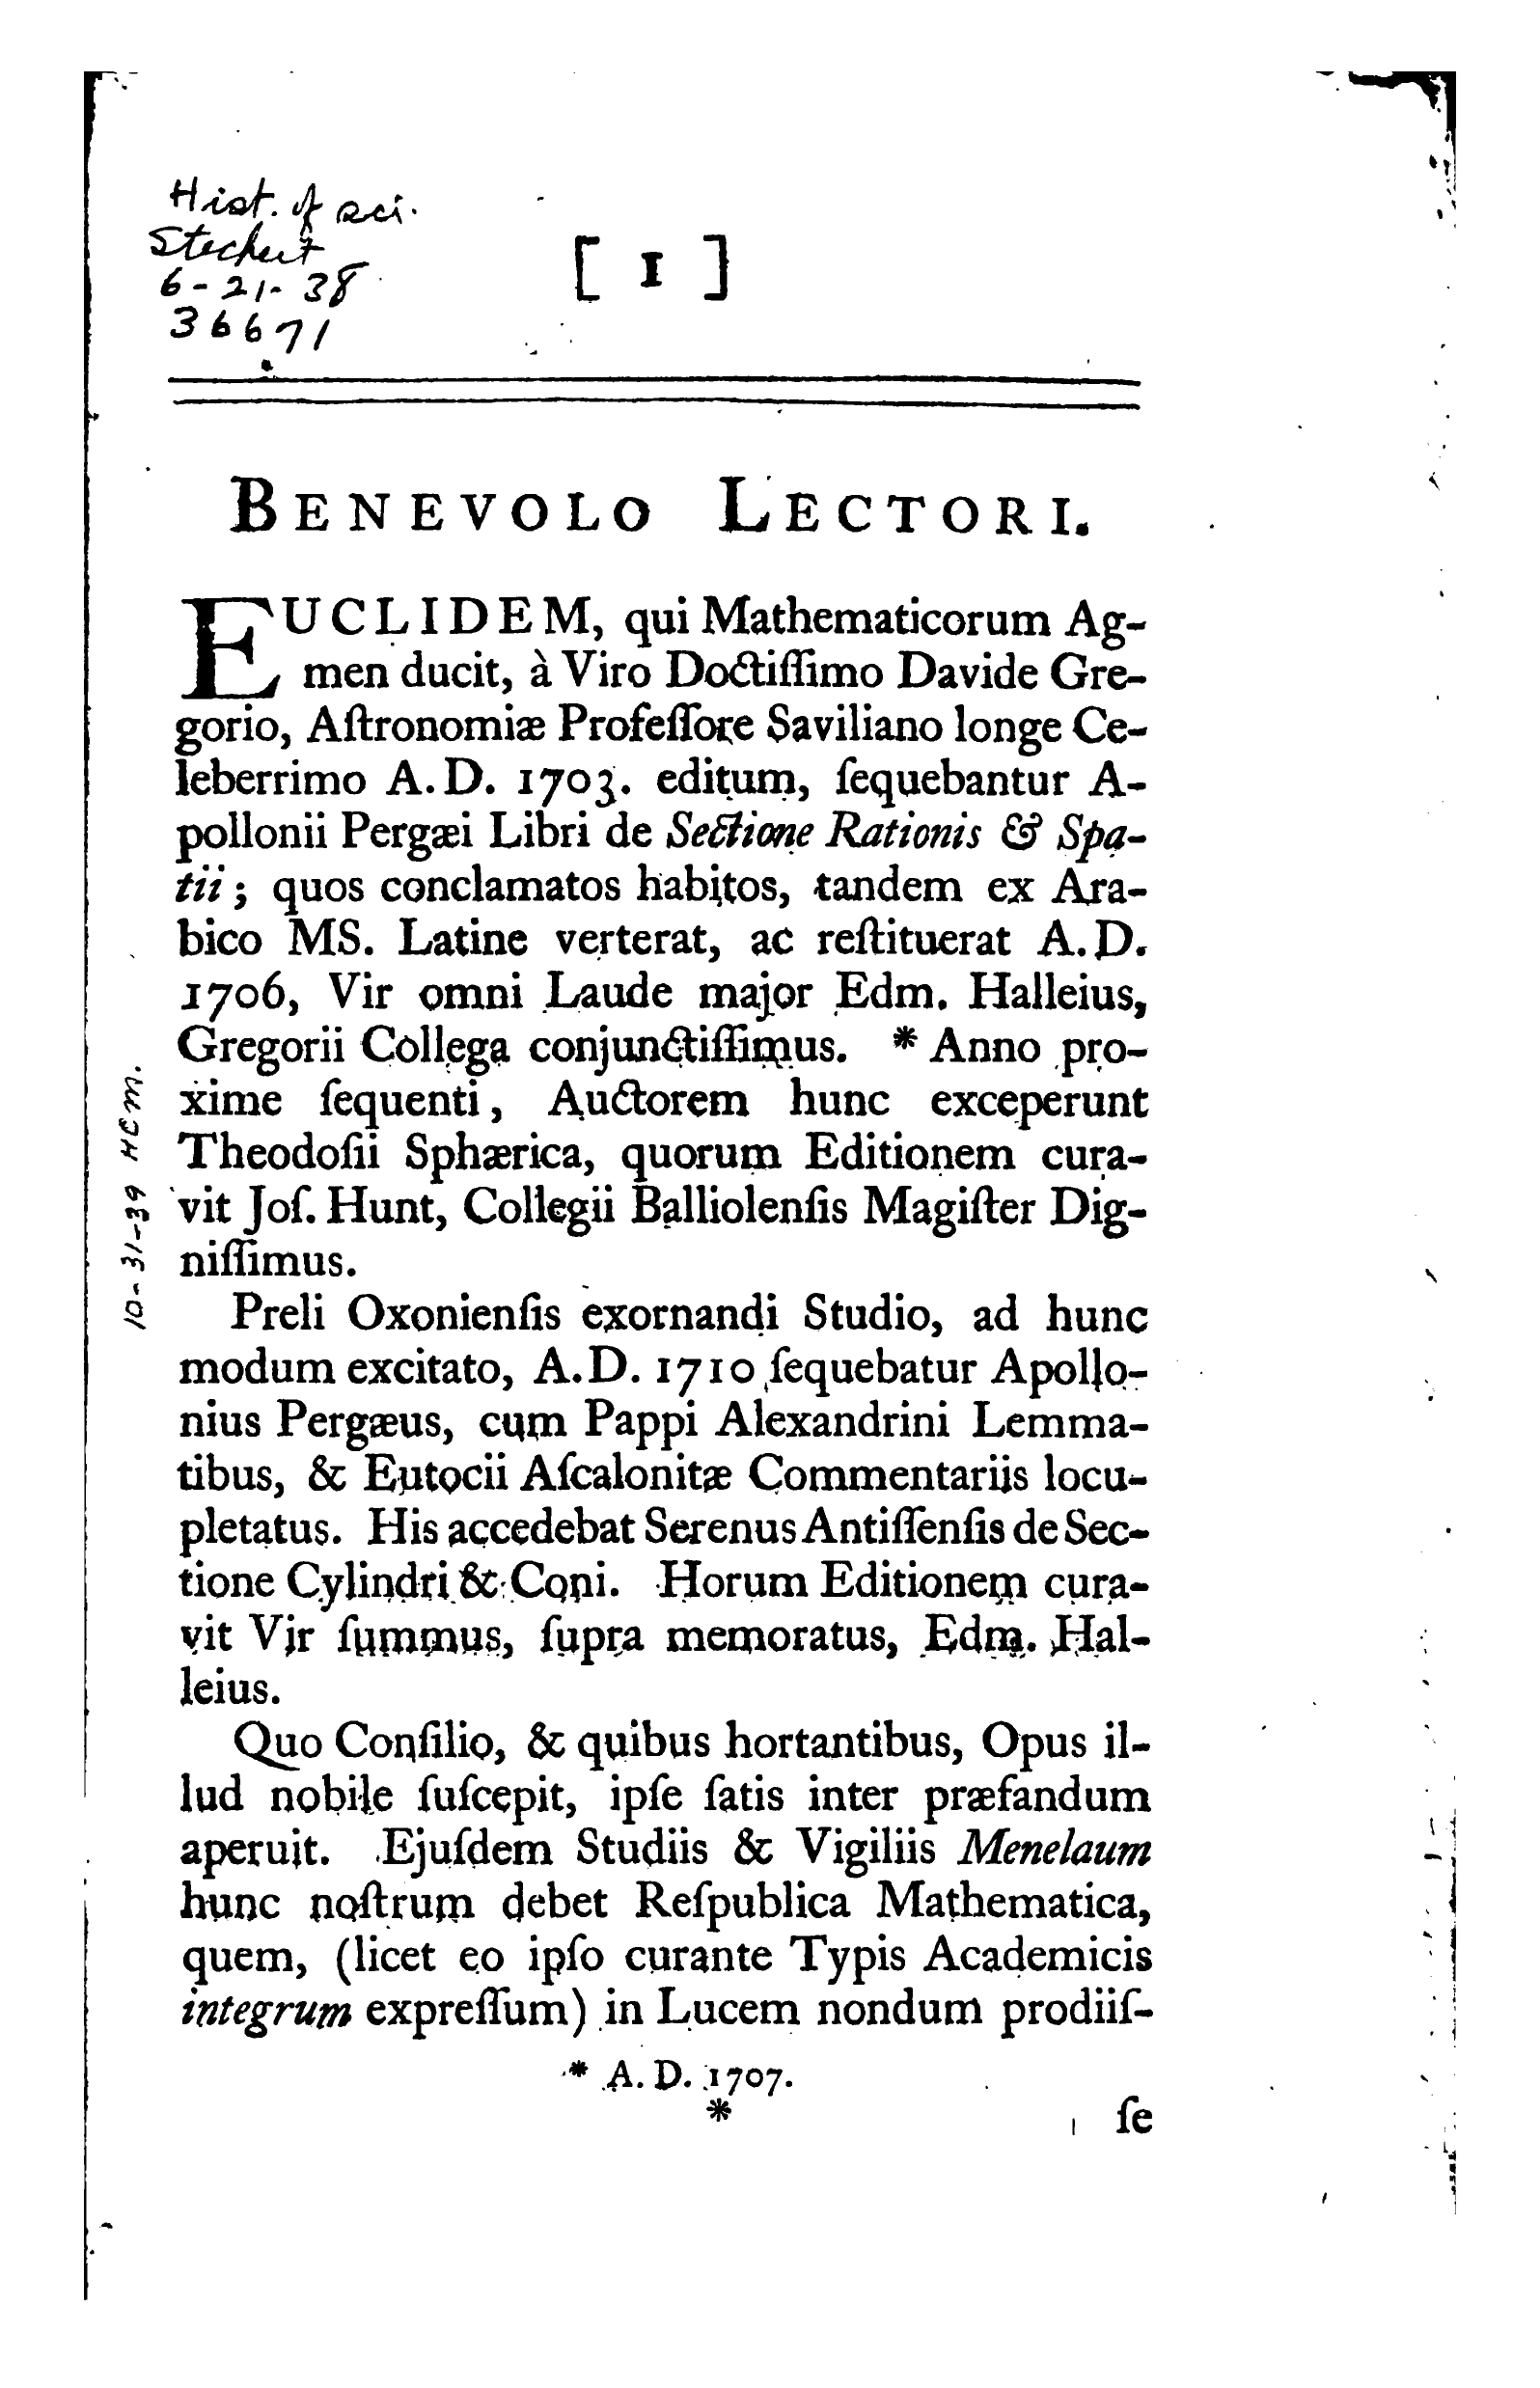 Hist. of sci.
Stechert
6-21-38
36671
[ 1 ]
BENEVOLO LECTORI.
EUCLIDEM, qui Mathematicorum Ag-
men ducit, à Viro Doctiſſimo Davide Gre-
gorio, Aſtronomiæ Profeſſore Saviliano longe Ce-
leberrimo A. D. 1703. editum, ſequebantur A-
pollonii Pergæi Libri de Sectione Rationis & Spa-
tii; quos conclamatos habitos, tandem ex Ara-
bico MS. Latine verterat, ac reſtituerat A. D.
1706, Vir omni Laude major Edm. Halleius,
Gregorii Collega conjunctiſſimus. * Anno pro-
xime ſequenti, Auctorem hunc exceperunt
Theodoſii Sphærica, quorum Editionem cura-
vit Joſ. Hunt, Collegii Balliolenſis Magiſter Dig-
niſſimus.
Preli Oxonienſis exornandi Studio, ad hunc
modum excitato, A. D. 1710 ſequebatur Apollo-
nius Pergæus, cum Pappi Alexandrini Lemma-
tibus, & Eutocii Aſcalonitæ Commentariis locu-
pletatus. His accedebat Serenus Antiſſenſis de Sec-
tione Cylindri & Coni. Horum Editionem cura-
vit Vir ſummus, ſupra memoratus, Edm. Hal-
leius.
Quo Conſilio, & quibus hortantibus, Opus il-
lud nobile ſuſcepit, ipſe ſatis inter præfandum
aperuit. Ejuſdem Studiis & Vigiliis Menelaum
hunc noſtrum debet Reſpublica Mathematica,
quem, (licet eo ipſo curante Typis Academicis
integrum expreſſum) in Lucem nondum prodiiſ-
* A. D. 1707.
*
ſe
10-31-39 HCM.